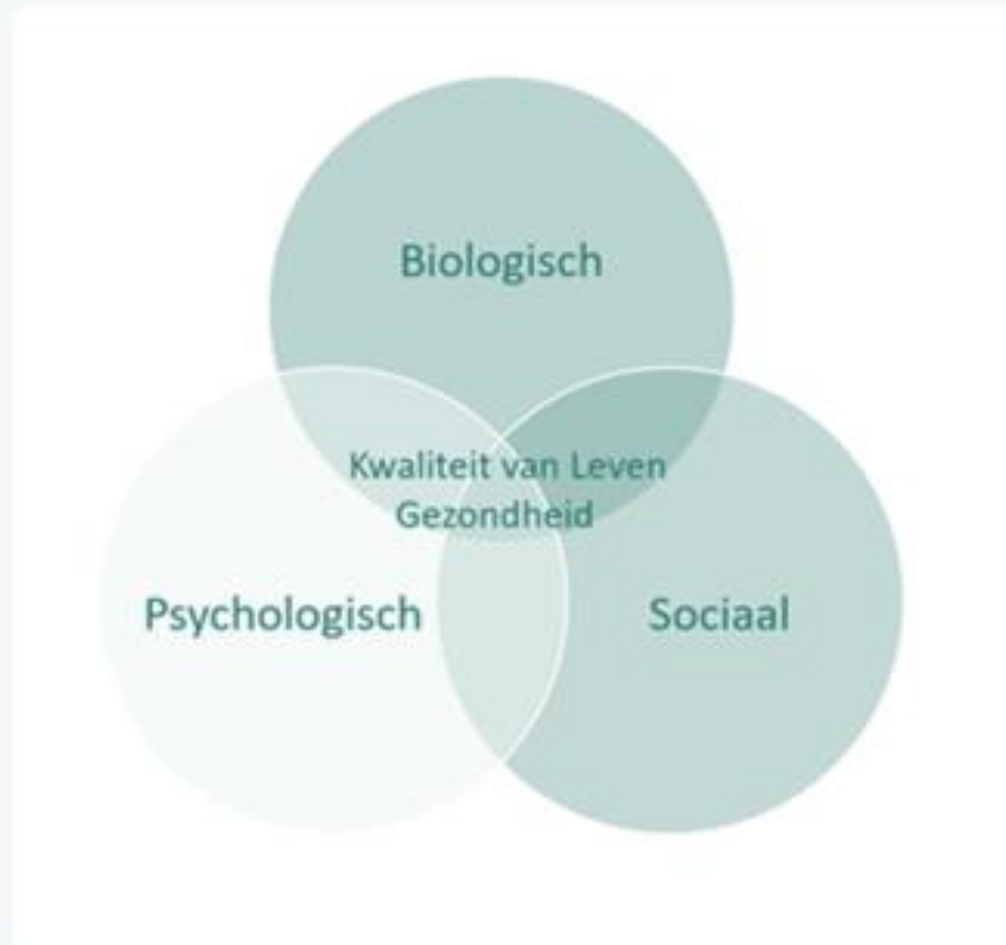 Biologisch
Kwaliteit van Leven
Gezondheid
Psychologisch
Sociaal